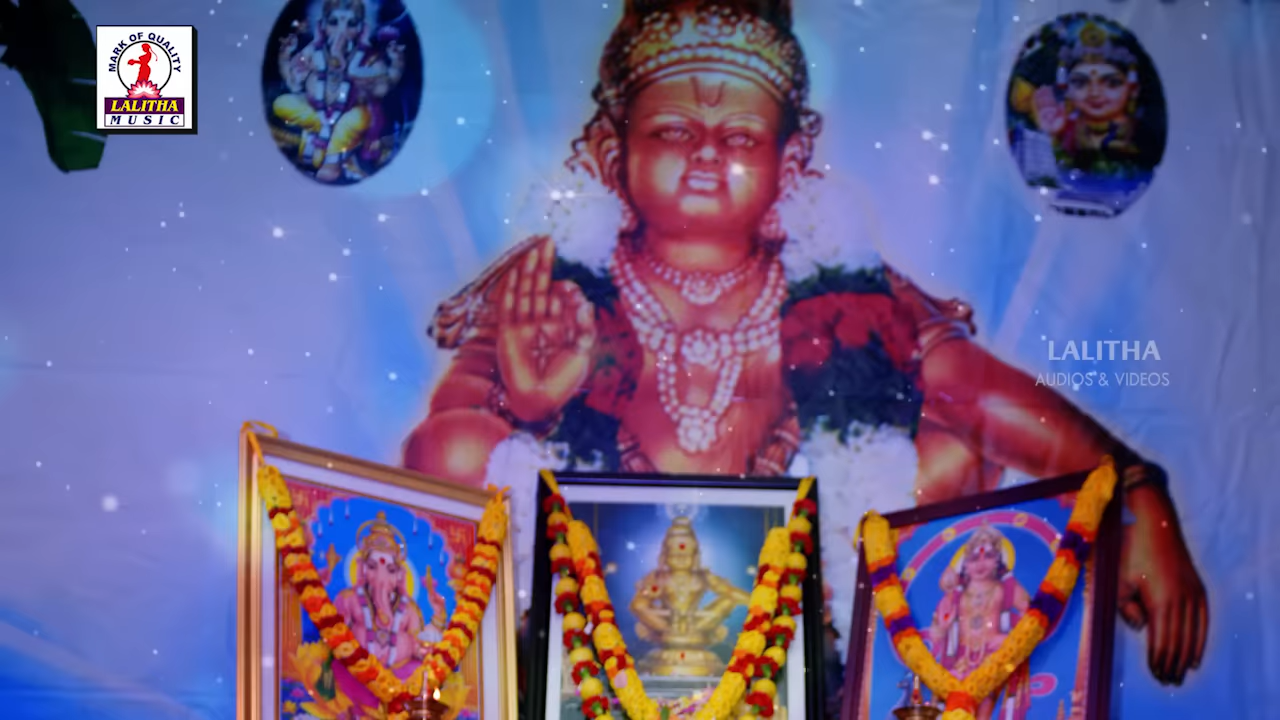 MARK OF QUALITY
LALITHA
MUSIC
LALITHA
AUDIOS & VIDEOS